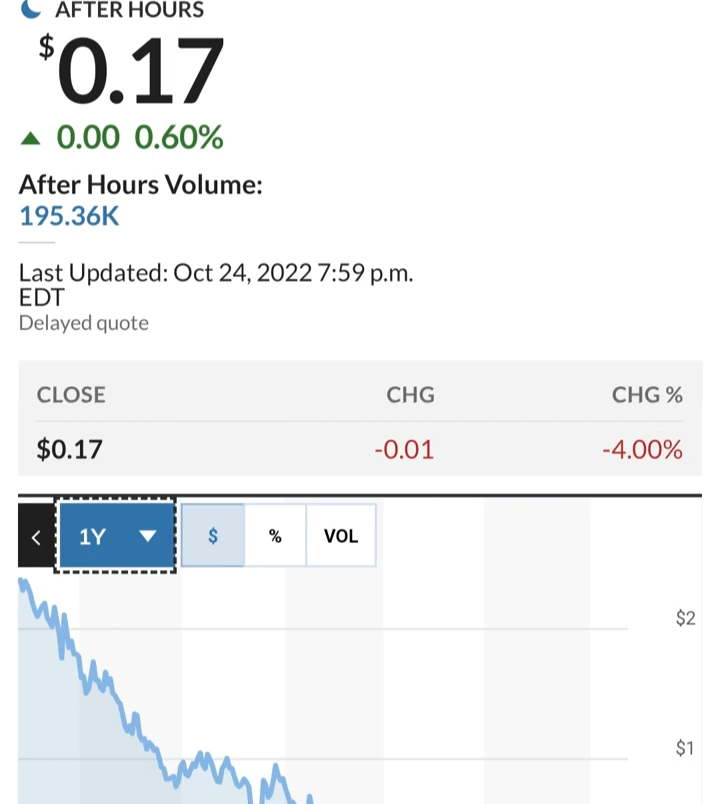 AFTER HOURS
$0.17
0.00 0.60%
After Hours Volume:
195.36K
Last Updated: Oct 24, 2022 7:59 p.m.
EDT
Delayed quote
CLOSE CHG CHG %
$0.17 -0.01 -4.00%
1Y $ % VOL
$2
$1